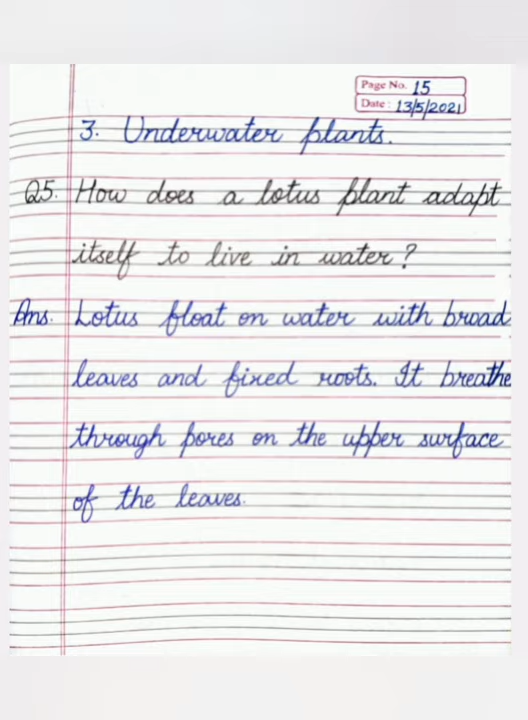 Page No. 15
Date: 13/5/2021
3. Underwater plants.
Q5. How does a lotus plant adapt
itself to live in water?
Ans. Lotus float on water with broad
leaves and fixed roots. It breathe
through pores on the upper surface
of the leaves.